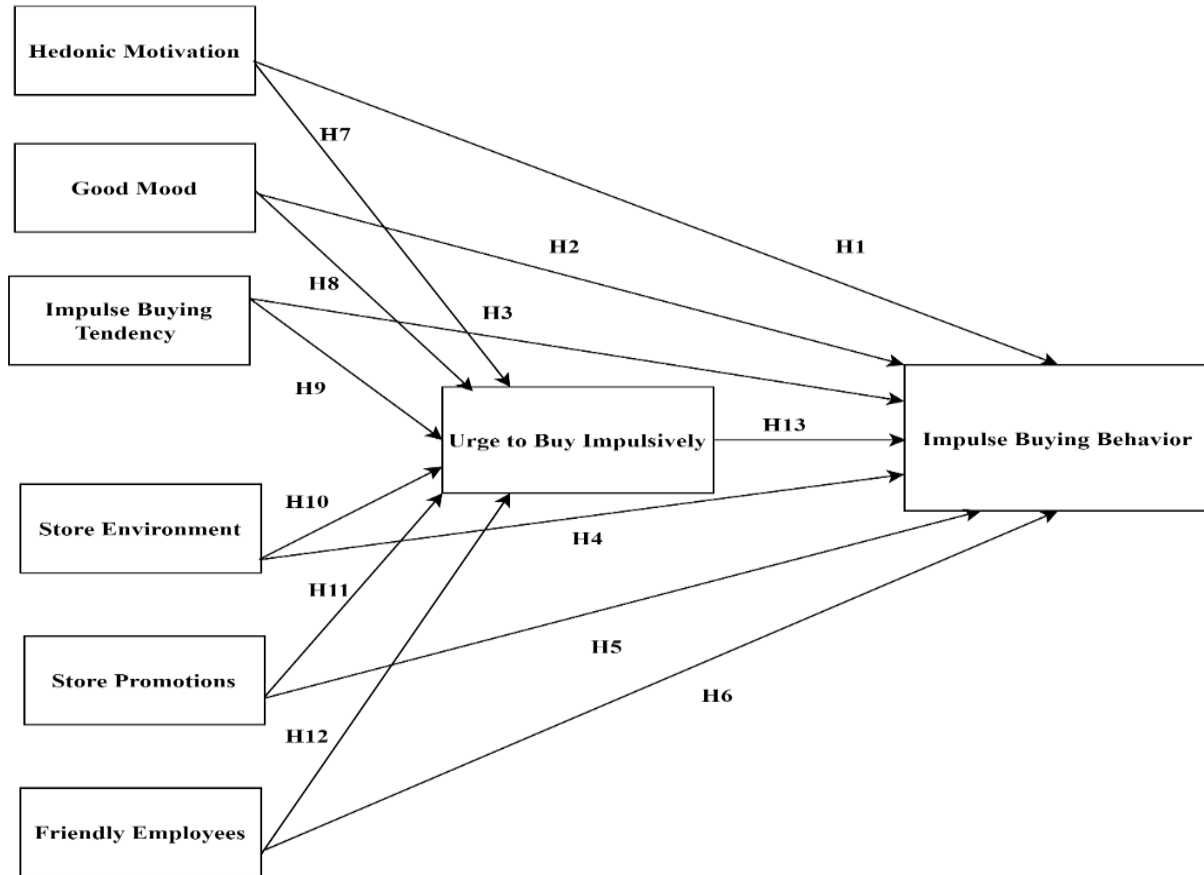 Hedonic Motivation
H7
Good Mood
H2
H1
H8
Impulse Buying
Tendency
H3
H9
Urge to Buy Impulsively
H13
Impulse Buying Behavior
H10
Store Environment
H4
H11
H5
Store Promotions
H6
H12
Friendly Employees